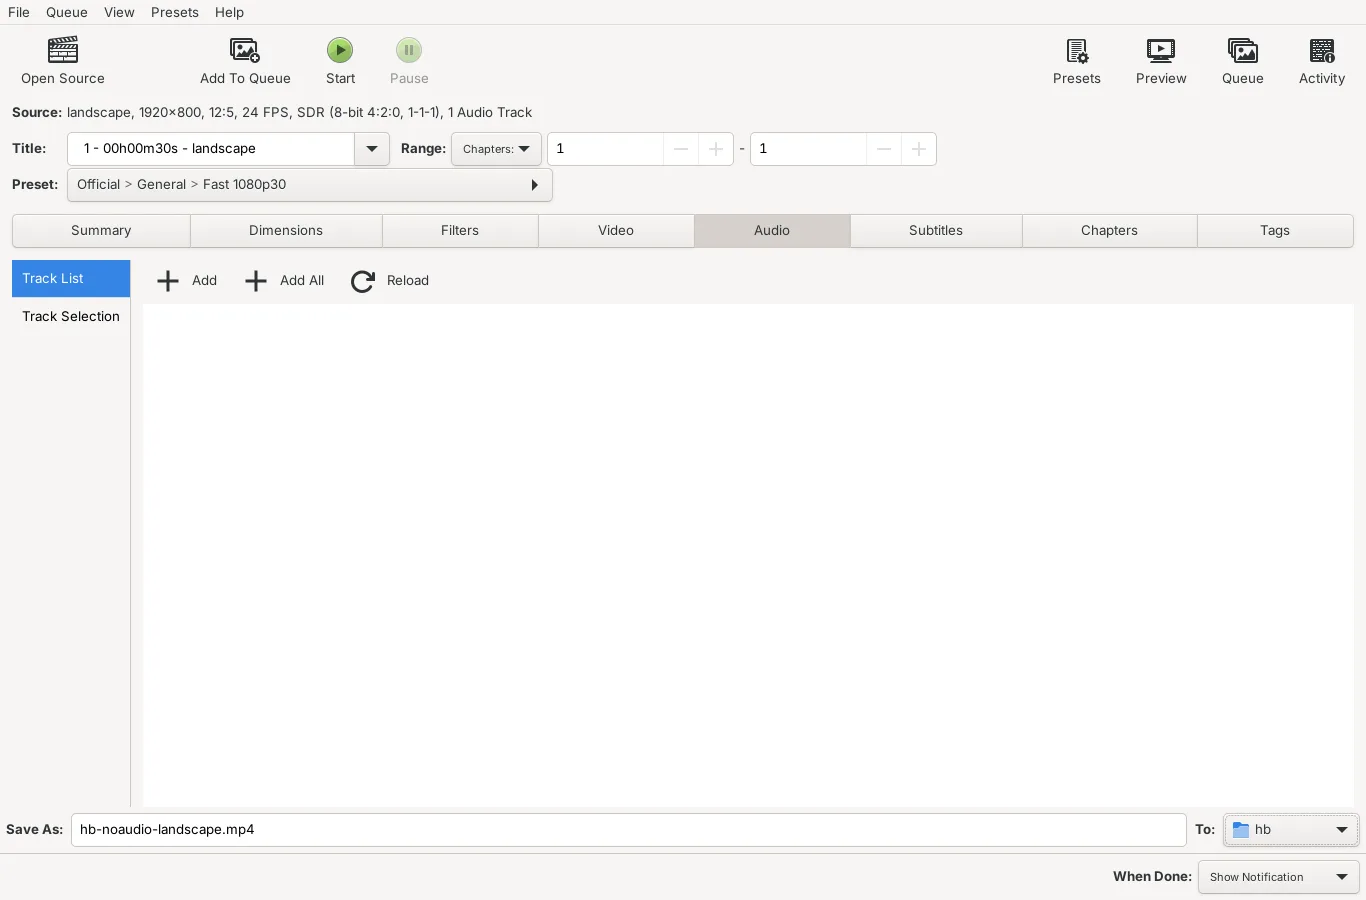 File Queue View Presets Help
Open Source Add To Queue Start Pause Presets Preview Queue Activity
Source: landscape, 1920×800, 12:5, 24 FPS, SDR (8-bit 4:2:0, 1-1-1), 1 Audio Track
Title: 1 - 00h00m30s - landscape Range: Chapters: 1 - 1
Preset: Official > General > Fast 1080p30
Summary Dimensions Filters Video Audio Subtitles Chapters Tags
Track List Add Add All Reload
Track Selection
Save As: hb-noaudio-landscape.mp4 To: hb
When Done: Show Notification